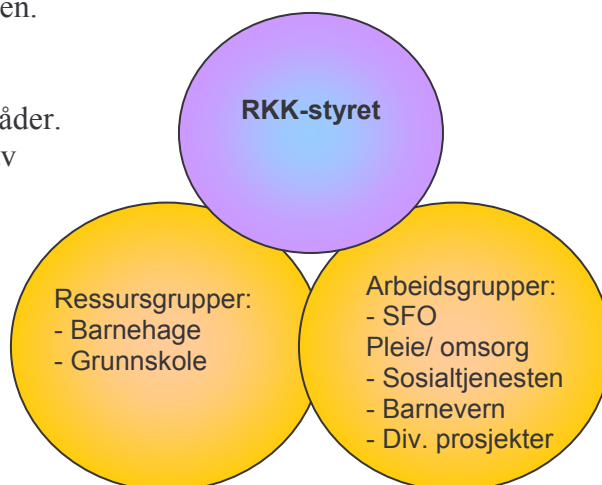 en.
åder.
v
RKK-styret
Ressursgrupper:
- Barnehage
- Grunnskole
Arbeidsgrupper:
- SFO
Pleie/ omsorg
- Sosialtjenesten
- Barnevern
- Div. prosjekter